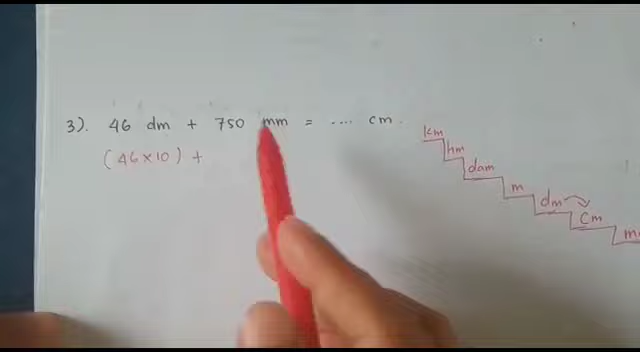 3). 46 dm + 750 mm = .... cm.
(46 x 10) +
km
hm
dam
m
dm
Cm